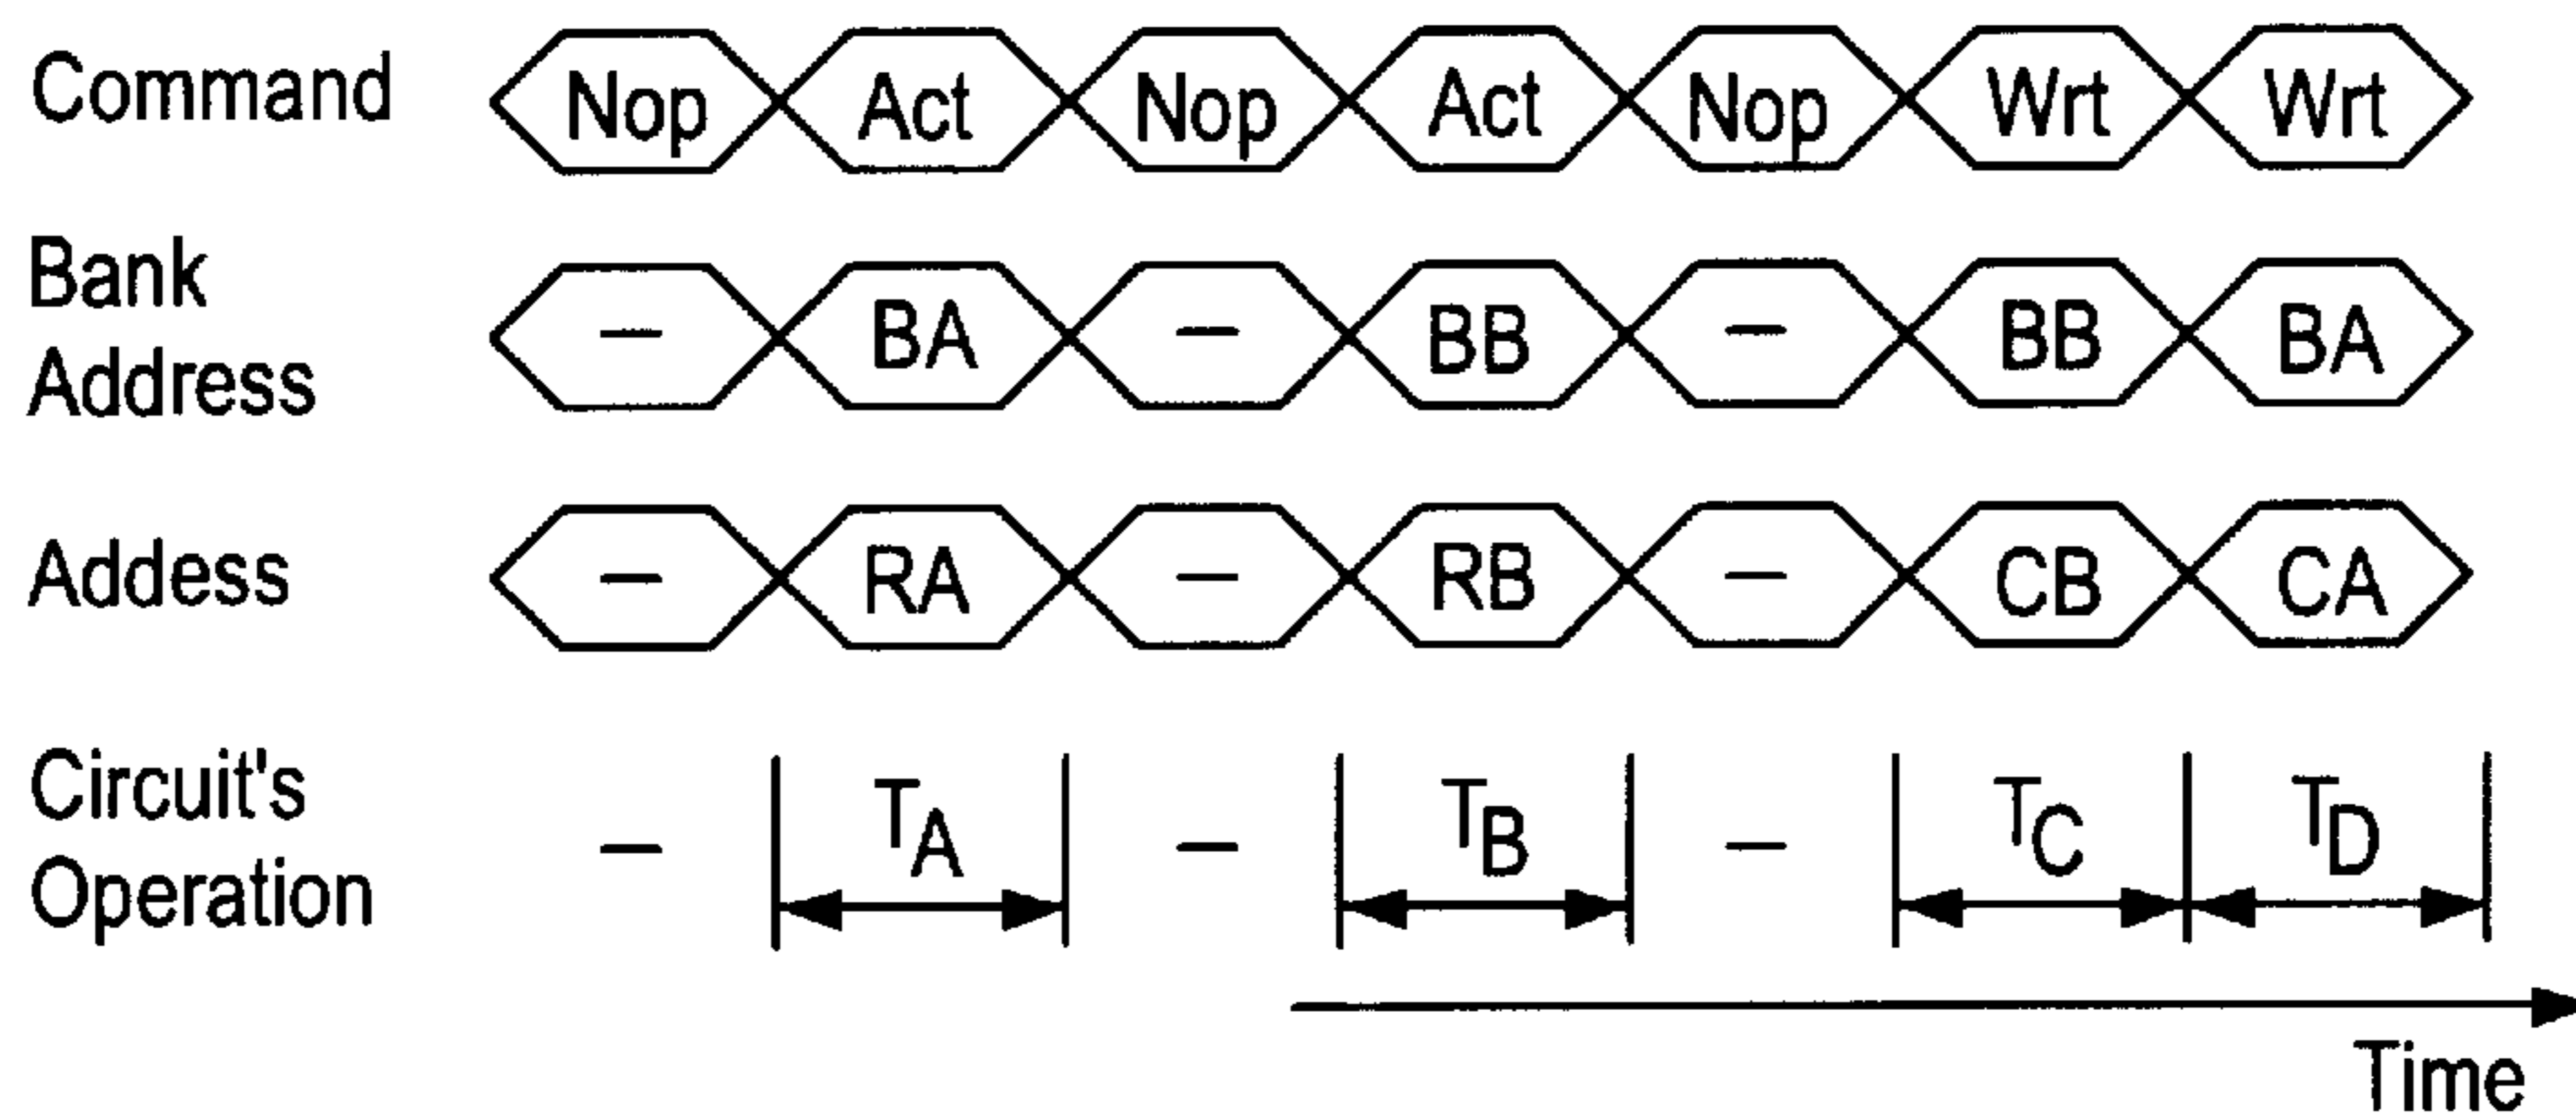 Command Nop Act Nop Act Nop Wrt Wrt
Bank
Address – BA – BB – BB BA
Addess – RA – RB – CB CA
Circuit's
Operation – TA – TB – TC TD
Time